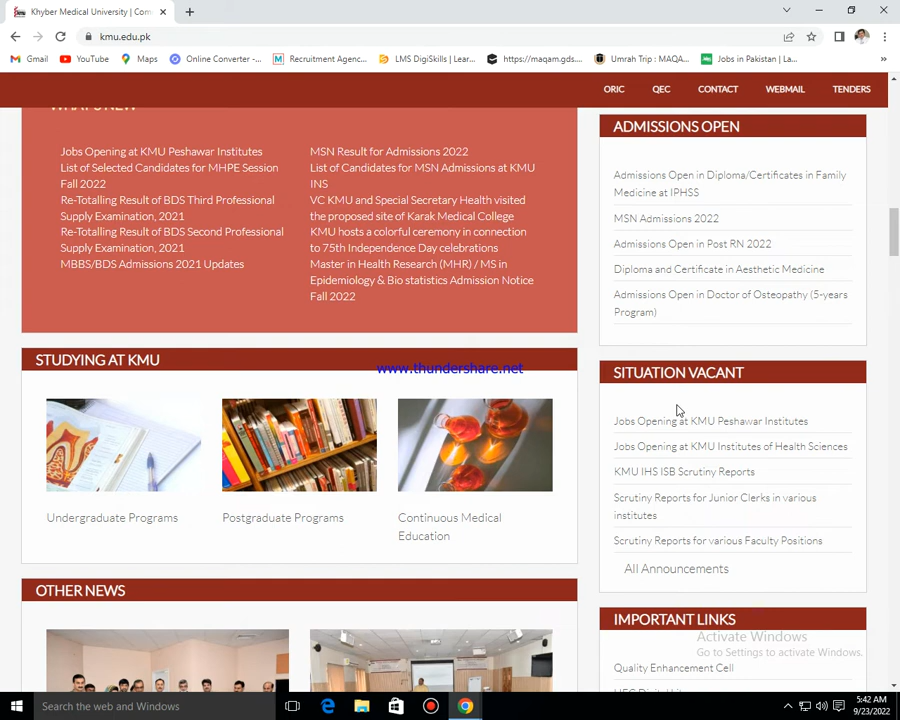 Khyber Medical University | Com
kmu.edu.pk
Gmail
YouTube
Maps
Online Converter -...
Recruitment Agenc...
LMS DigiSkills | Lear...
https://maqam.gds....
Umrah Trip : MAQA...
Jobs in Pakistan | La...
»
ORIC
QEC
CONTACT
WEBMAIL
TENDERS
WHAT'S NEW
Jobs Opening at KMU Peshawar Institutes
List of Selected Candidates for MHPE Session
Fall 2022
Re-Totalling Result of BDS Third Professional
Supply Examination, 2021
Re-Totalling Result of BDS Second Professional
Supply Examination, 2021
MBBS/BDS Admissions 2021 Updates
MSN Result for Admissions 2022
List of Candidates for MSN Admissions at KMU
INS
VC KMU and Special Secretary Health visited
the proposed site of Karak Medical College
KMU hosts a colorful ceremony in connection
to 75th Independence Day celebrations
Master in Health Research (MHR) / MS in
Epidemiology & Bio statistics Admission Notice
Fall 2022
ADMISSIONS OPEN
Admissions Open in Diploma/Certificates in Family
Medicine at IPHSS
MSN Admissions 2022
Admissions Open in Post RN 2022
Diploma and Certificate in Aesthetic Medicine
Admissions Open in Doctor of Osteopathy (5-years
Program)
STUDYING AT KMU
www.thundershare.net
Undergraduate Programs
Postgraduate Programs
Continuous Medical
Education
SITUATION VACANT
Jobs Opening at KMU Peshawar Institutes
Jobs Opening at KMU Institutes of Health Sciences
KMU IHS ISB Scrutiny Reports
Scrutiny Reports for Junior Clerks in various
institutes
Scrutiny Reports for various Faculty Positions
All Announcements
OTHER NEWS
IMPORTANT LINKS
Activate Windows
Go to Settings to activate Windows.
Quality Enhancement Cell
Search the web and Windows
5:42 AM
9/23/2022